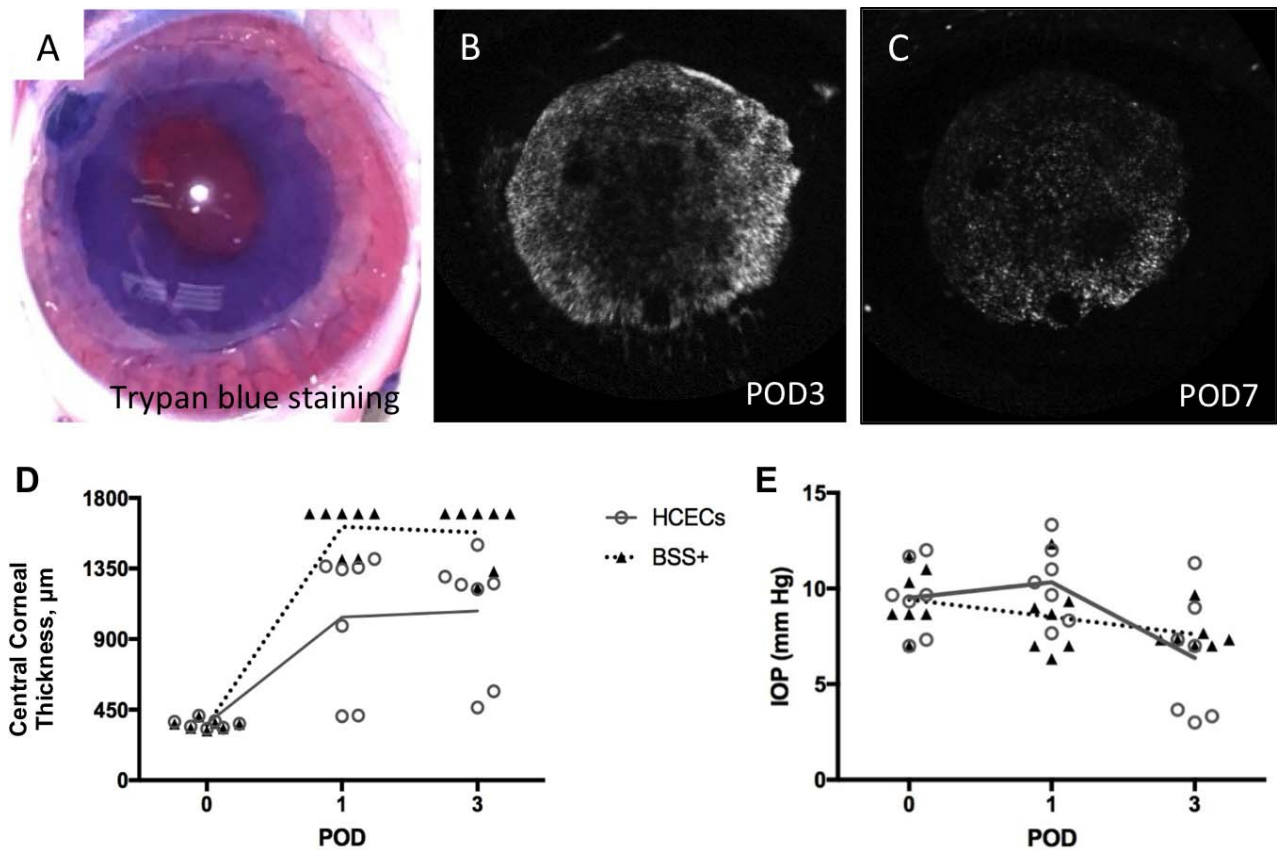 A
Trypan blue staining
B
POD3
C
POD7
D
Central Corneal
Thickness, µm
1800
1350
900
450
0
0
1
3
POD
HCECs
BSS+
E
IOP (mm Hg)
15
10
5
0
0
1
3
POD